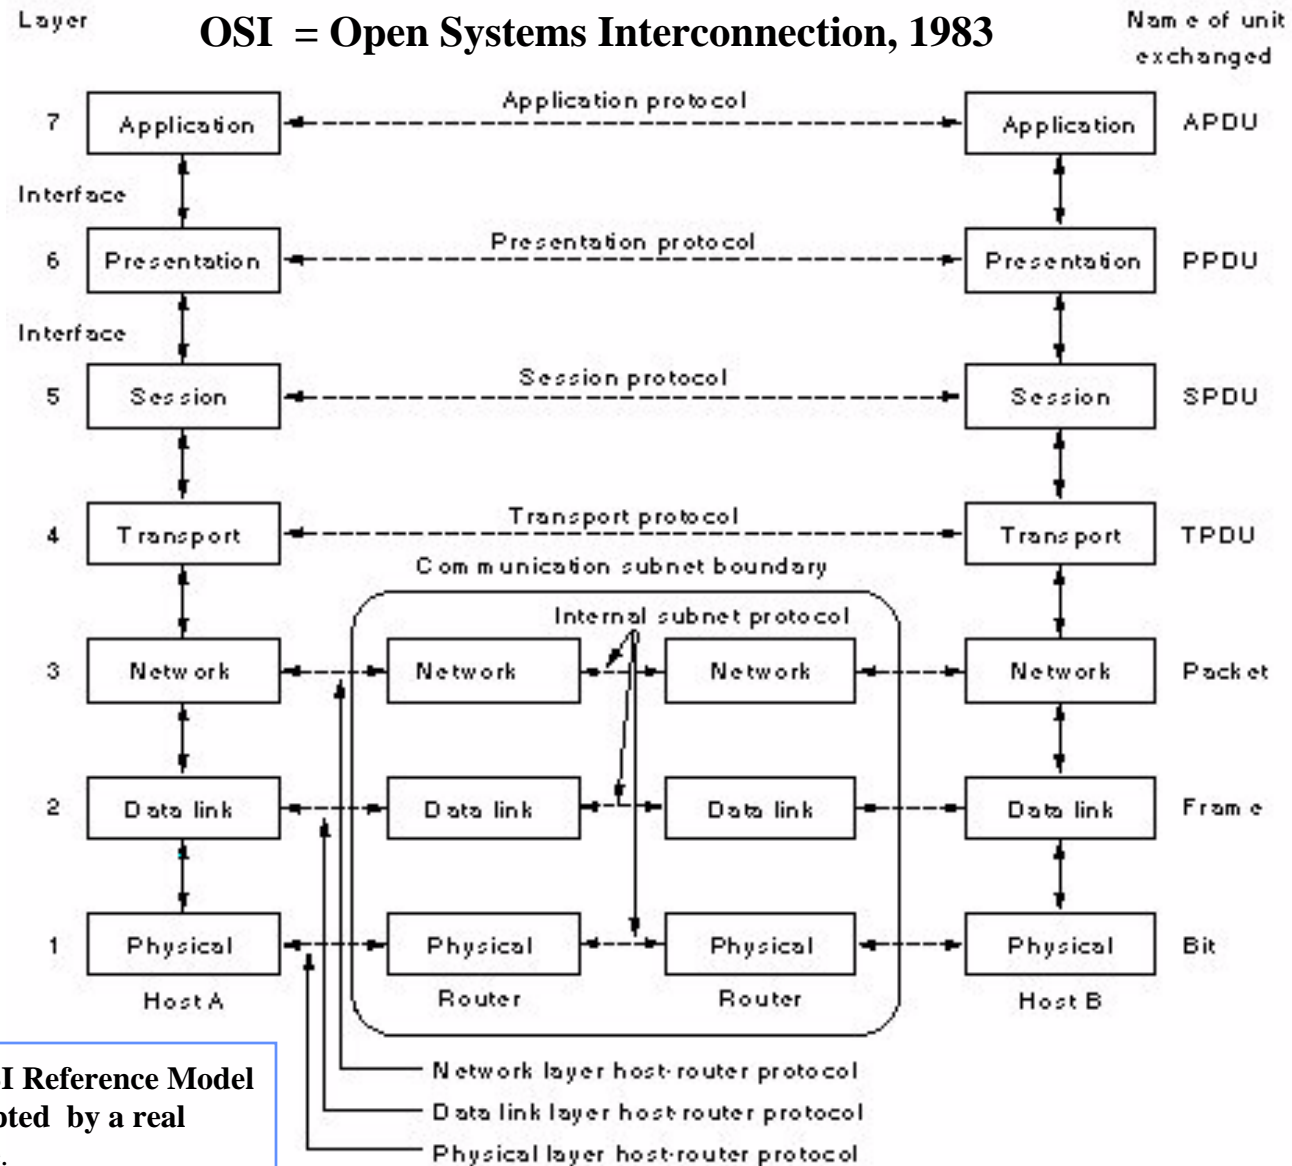 Layer
OSI = Open Systems Interconnection, 1983
Name of unit
exchanged
Application protocol
7
Application
Application
APDU
Interface
Presentation protocol
6
Presentation
Presentation
PPDU
Interface
Session protocol
5
Session
Session
SPDU
Transport protocol
4
Transport
Transport
TPDU
Communication subnet boundary
Internal subnet protocol
3
Network
Network
Network
Network
Packet
2
Data link
Data link
Data link
Data link
Frame
1
Physical
Physical
Physical
Physical
Bit
Host A
Router
Router
Host B
Network layer host-router protocol
Data link layer host-router protocol
Physical layer host-router protocol
I Reference Model
by a real
.